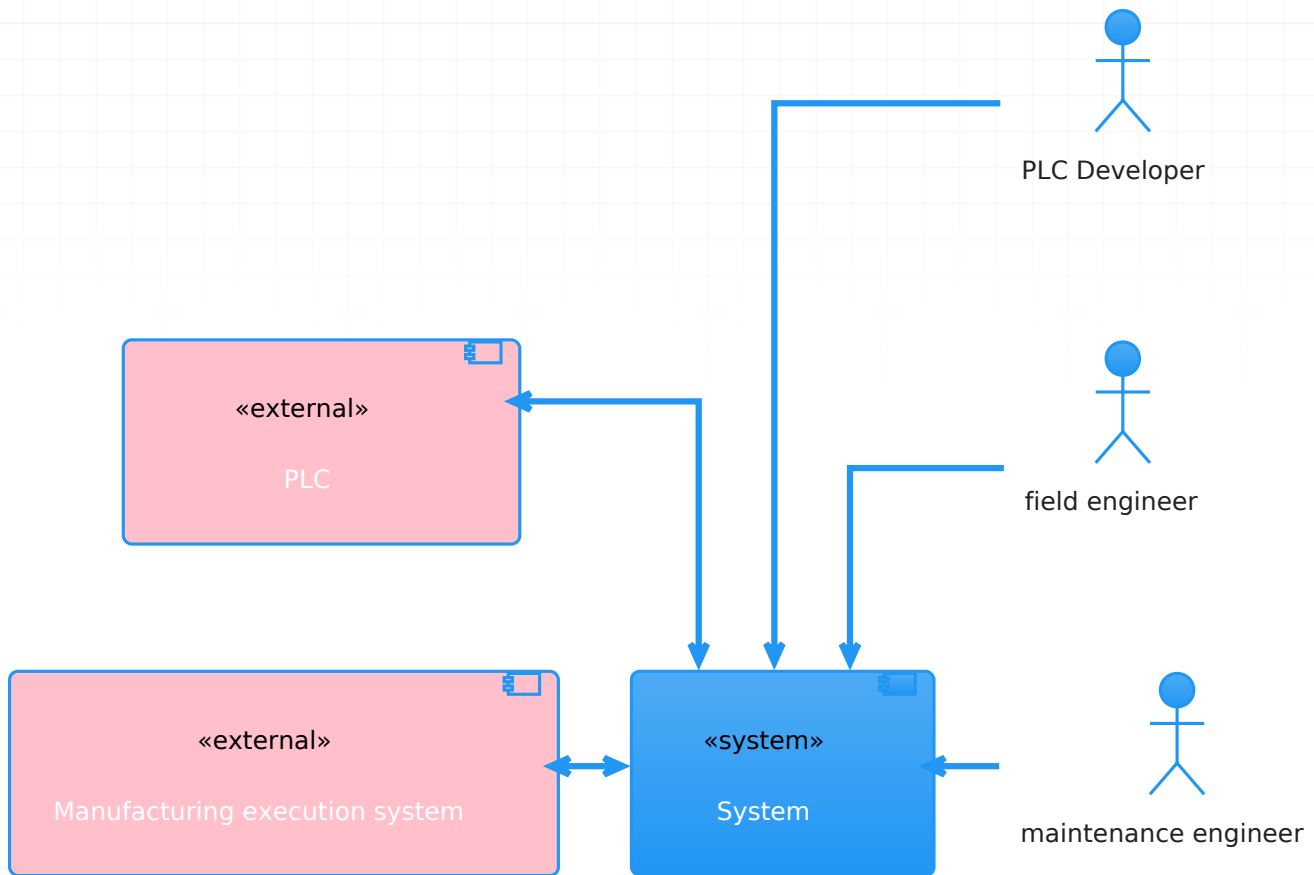 PLC Developer
«external»
PLC
field engineer
«external»
Manufacturing execution system
«system»
System
maintenance engineer